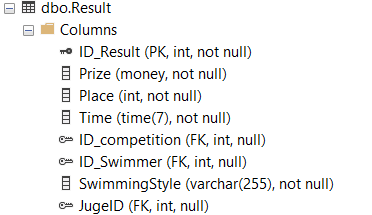 dbo.Result
Columns
ID_Result (PK, int, not null)
Prize (money, not null)
Place (int, not null)
Time (time(7), not null)
ID_competition (FK, int, null)
ID_Swimmer (FK, int, null)
SwimmingStyle (varchar(255), not null)
JugeID (FK, int, null)